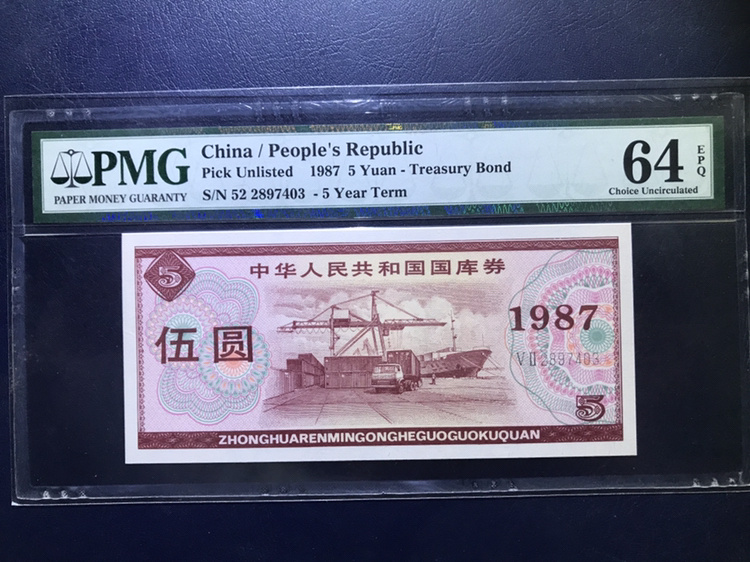 PMG
PAPER MONEY GUARANTY
China / People's Republic
Pick Unlisted 1987 5 Yuan - Treasury Bond
S/N 52 2897403 - 5 Year Term
64 EPQ
Choice Uncirculated
5
中华人民共和国国库券
伍圆
1987
VII 2897403
5
ZHONGHUARENMINGONGHEGUOGUOKUQUAN